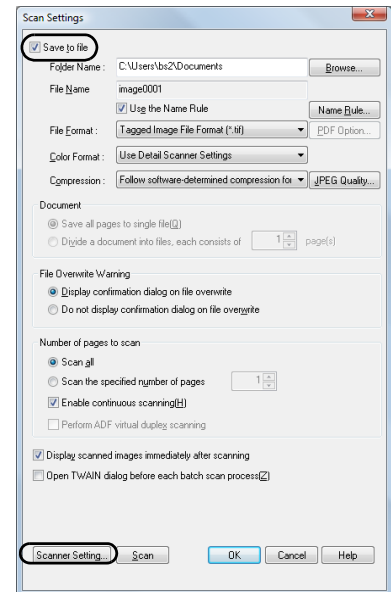 Scan Settings
Save to file
Folder Name : C:\Users\bs2\Documents Browse...
File Name image0001
Use the Name Rule Name Rule...
File Format : Tagged Image File Format (*.tif) PDF Option...
Color Format : Use Detail Scanner Settings
Compression : Follow software-determined compression for JPEG Quality...
Document
Save all pages to single file(Q)
Divide a document into files, each consists of 1 page(s)
File Overwrite Warning
Display confirmation dialog on file overwrite
Do not display confirmation dialog on file overwrite
Number of pages to scan
Scan all
Scan the specified number of pages 1
Enable continuous scanning(H)
Perform ADF virtual duplex scanning
Display scanned images immediately after scanning
Open TWAIN dialog before each batch scan process(Z)
Scanner Setting... Scan OK Cancel Help